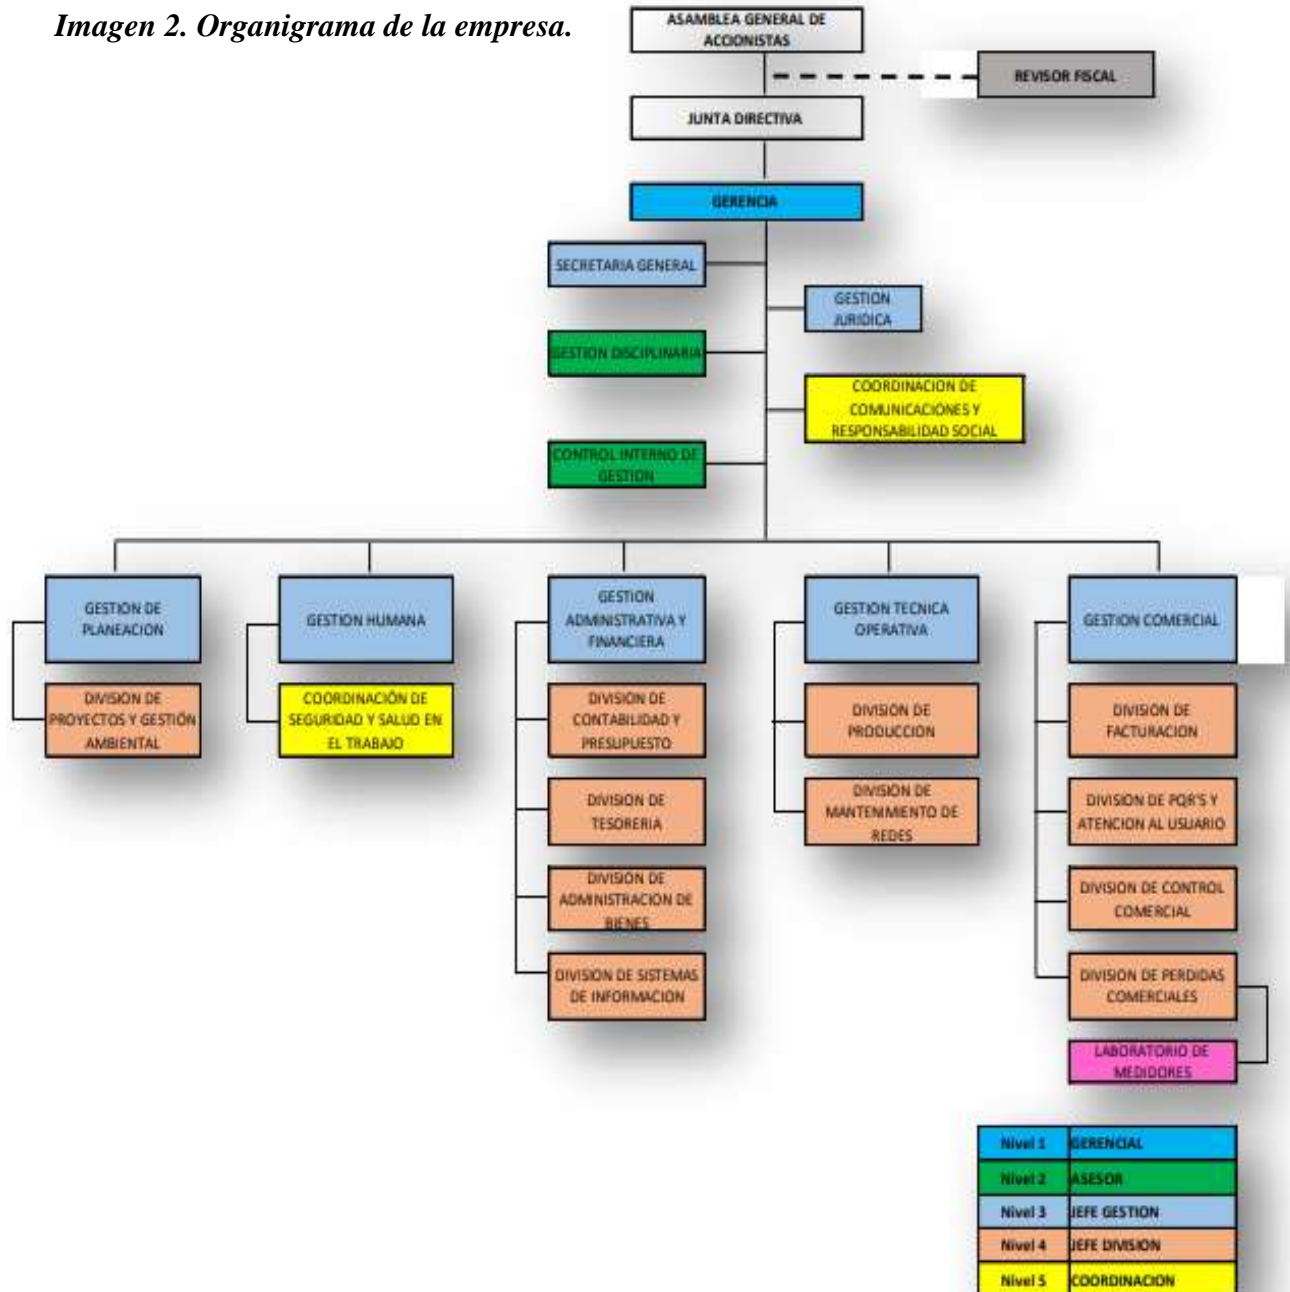 Imagen 2. Organigrama de la empresa.
ASAMBLEA GENERAL DE
ACCIONISTAS
REVISOR FISCAL
JUNTA DIRECTIVA
GERENCIA
SECRETARIA GENERAL
GESTION
JURIDICA
GESTION DISCIPLINARIA
COORDINACION DE
COMUNICACIONES Y
RESPONSABILIDAD SOCIAL
CONTROL INTERNO DE
GESTION
GESTION DE
PLANEACION
GESTION HUMANA
GESTION
ADMINISTRATIVA Y
FINANCIERA
GESTION TECNICA
OPERATIVA
GESTION COMERCIAL
DIVISION DE
PROYECTOS Y GESTIÓN
AMBIENTAL
COORDINACIÓN DE
SEGURIDAD Y SALUD EN
EL TRABAJO
DIVISION DE
CONTABILIDAD Y
PRESUPUESTO
DIVISION DE
PRODUCCION
DIVISION DE
FACTURACION
DIVISION DE
TESORERIA
DIVISION DE
MANTENIMIENTO DE
REDES
DIVISION DE PQR'S Y
ATENCION AL USUARIO
DIVISION DE
ADMINISTRACION DE
BIENES
DIVISION DE CONTROL
COMERCIAL
DIVISION DE SISTEMAS
DE INFORMACION
DIVISION DE PERDIDAS
COMERCIALES
LABORATORIO DE
MEDIDORES
Nivel 1 GERENCIAL
Nivel 2 ASESOR
Nivel 3 JEFE GESTION
Nivel 4 JEFE DIVISION
Nivel 5 COORDINACION